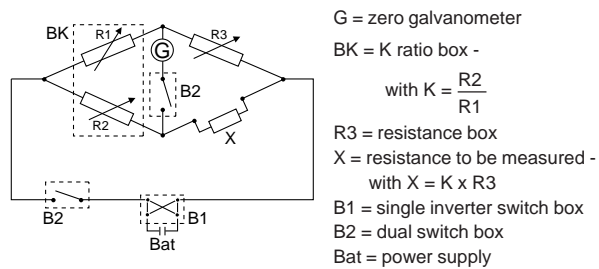 BK
R1
R3
G
B2
R2
X
B2
B1
Bat
G = zero galvanometer
BK = K ratio box -
with K = R2
R1
R3 = resistance box
X = resistance to be measured -
with X = K x R3
B1 = single inverter switch box
B2 = dual switch box
Bat = power supply